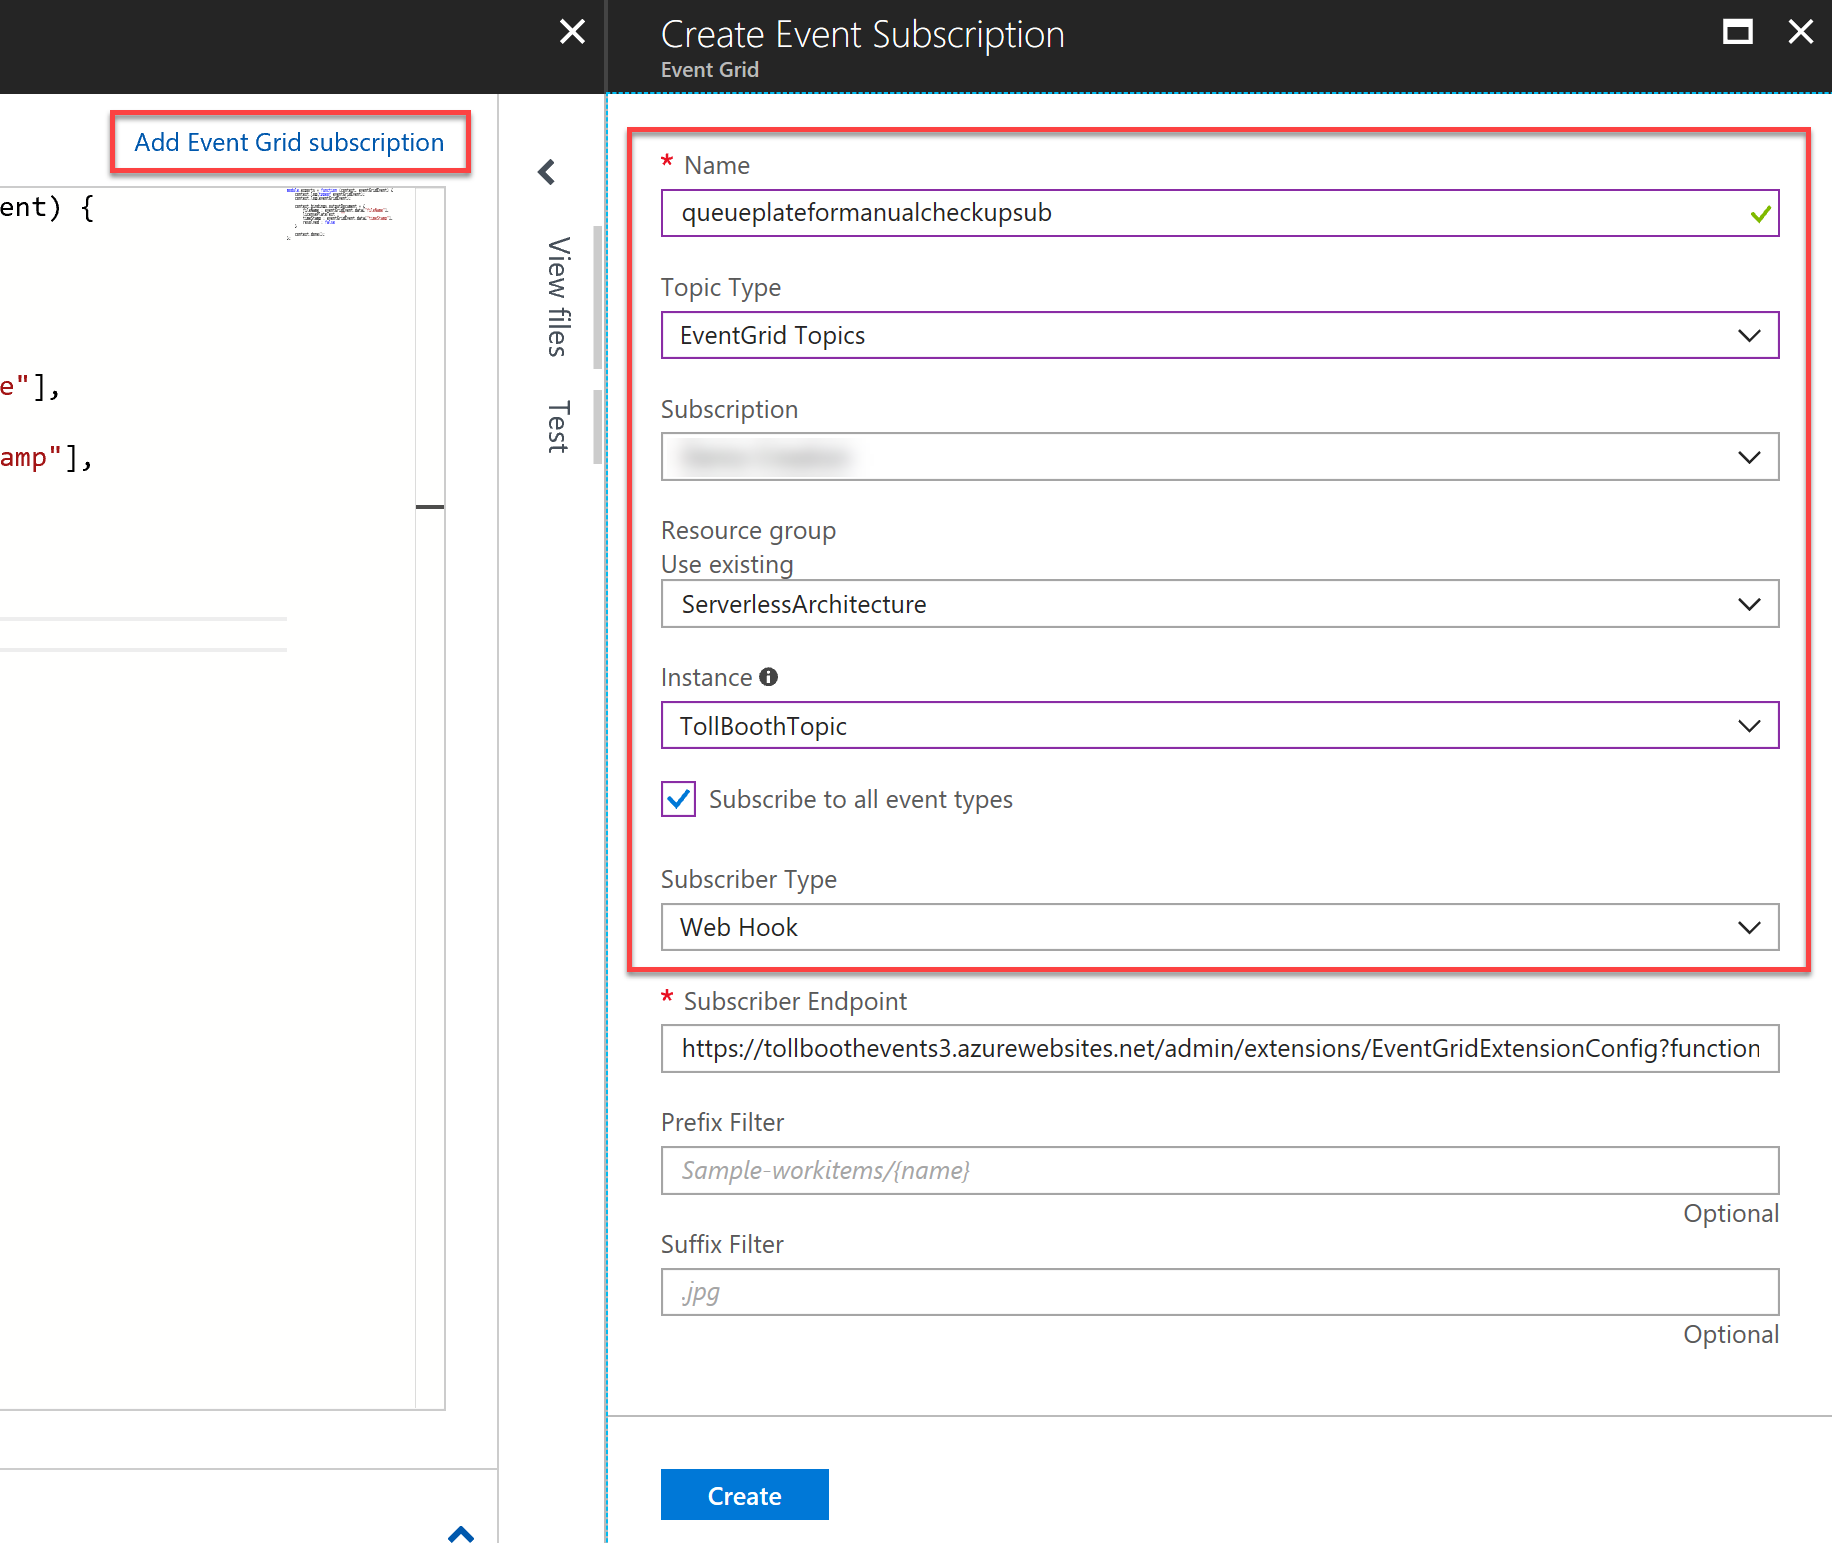 Create Event Subscription
Event Grid
Add Event Grid subscription
ent) {
e"],
amp"],
View files
Test
* Name
queueplateformanualcheckupsub
Topic Type
EventGrid Topics
Subscription
Resource group
Use existing
ServerlessArchitecture
Instance
TollBoothTopic
Subscribe to all event types
Subscriber Type
Web Hook
* Subscriber Endpoint
https://tollboothevents3.azurewebsites.net/admin/extensions/EventGridExtensionConfig?function
Prefix Filter
Sample-workitems/{name}
Optional
Suffix Filter
.jpg
Optional
Create